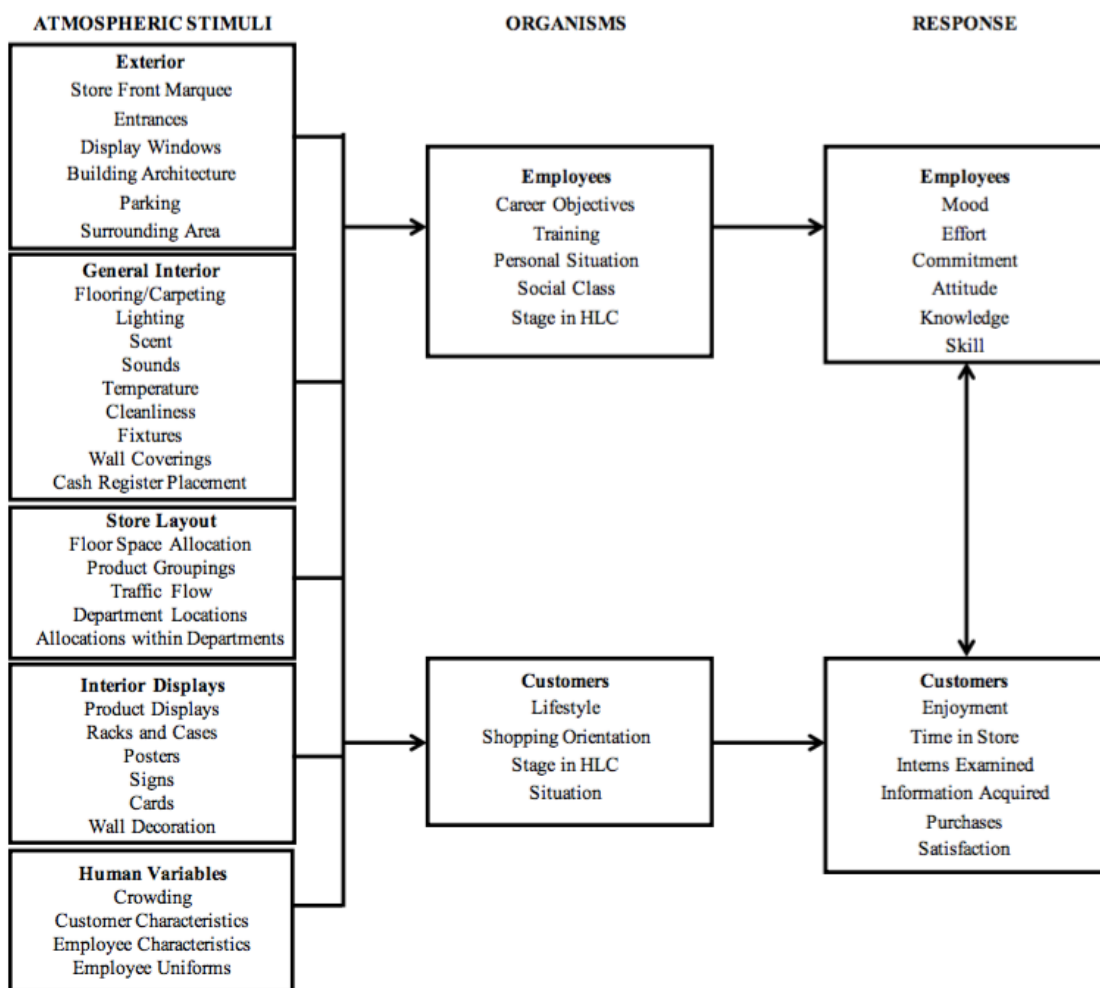 ATMOSPHERIC STIMULI
Exterior
Store Front Marquee
Entrances
Display Windows
Building Architecture
Parking
Surrounding Area
General Interior
Flooring/Carpeting
Lighting
Scent
Sounds
Temperature
Cleanliness
Fixtures
Wall Coverings
Cash Register Placement
Store Layout
Floor Space Allocation
Product Groupings
Traffic Flow
Department Locations
Allocations within Departments
Interior Displays
Product Displays
Racks and Cases
Posters
Signs
Cards
Wall Decoration
Human Variables
Crowding
Customer Characteristics
Employee Characteristics
Employee Uniforms
ORGANISMS
Employees
Career Objectives
Training
Personal Situation
Social Class
Stage in HLC
Customers
Lifestyle
Shopping Orientation
Stage in HLC
Situation
RESPONSE
Employees
Mood
Effort
Commitment
Attitude
Knowledge
Skill
Customers
Enjoyment
Time in Store
Intems Examined
Information Acquired
Purchases
Satisfaction